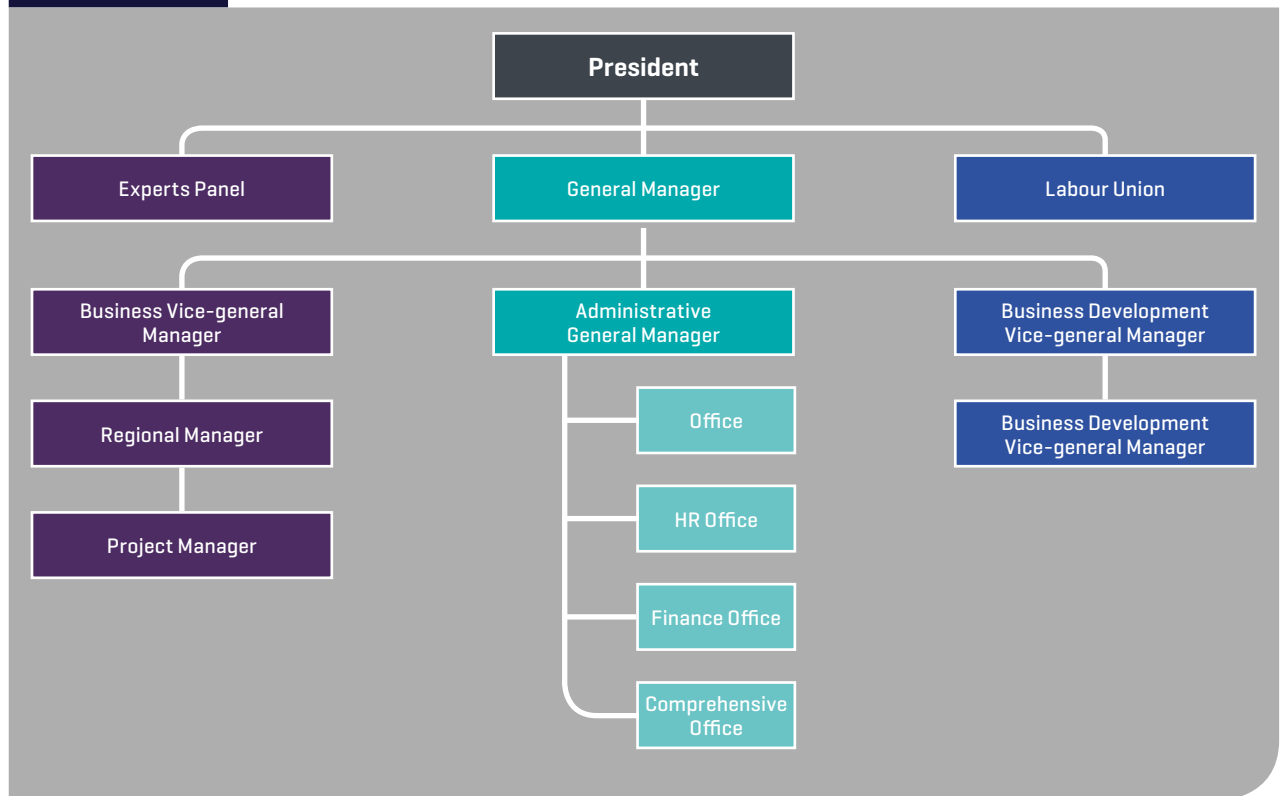 President
Experts Panel
General Manager
Labour Union
Business Vice-general
Manager
Administrative
General Manager
Business Development
Vice-general Manager
Regional Manager
Office
Business Development
Vice-general Manager
HR Office
Project Manager
Finance Office
Comprehensive
Office